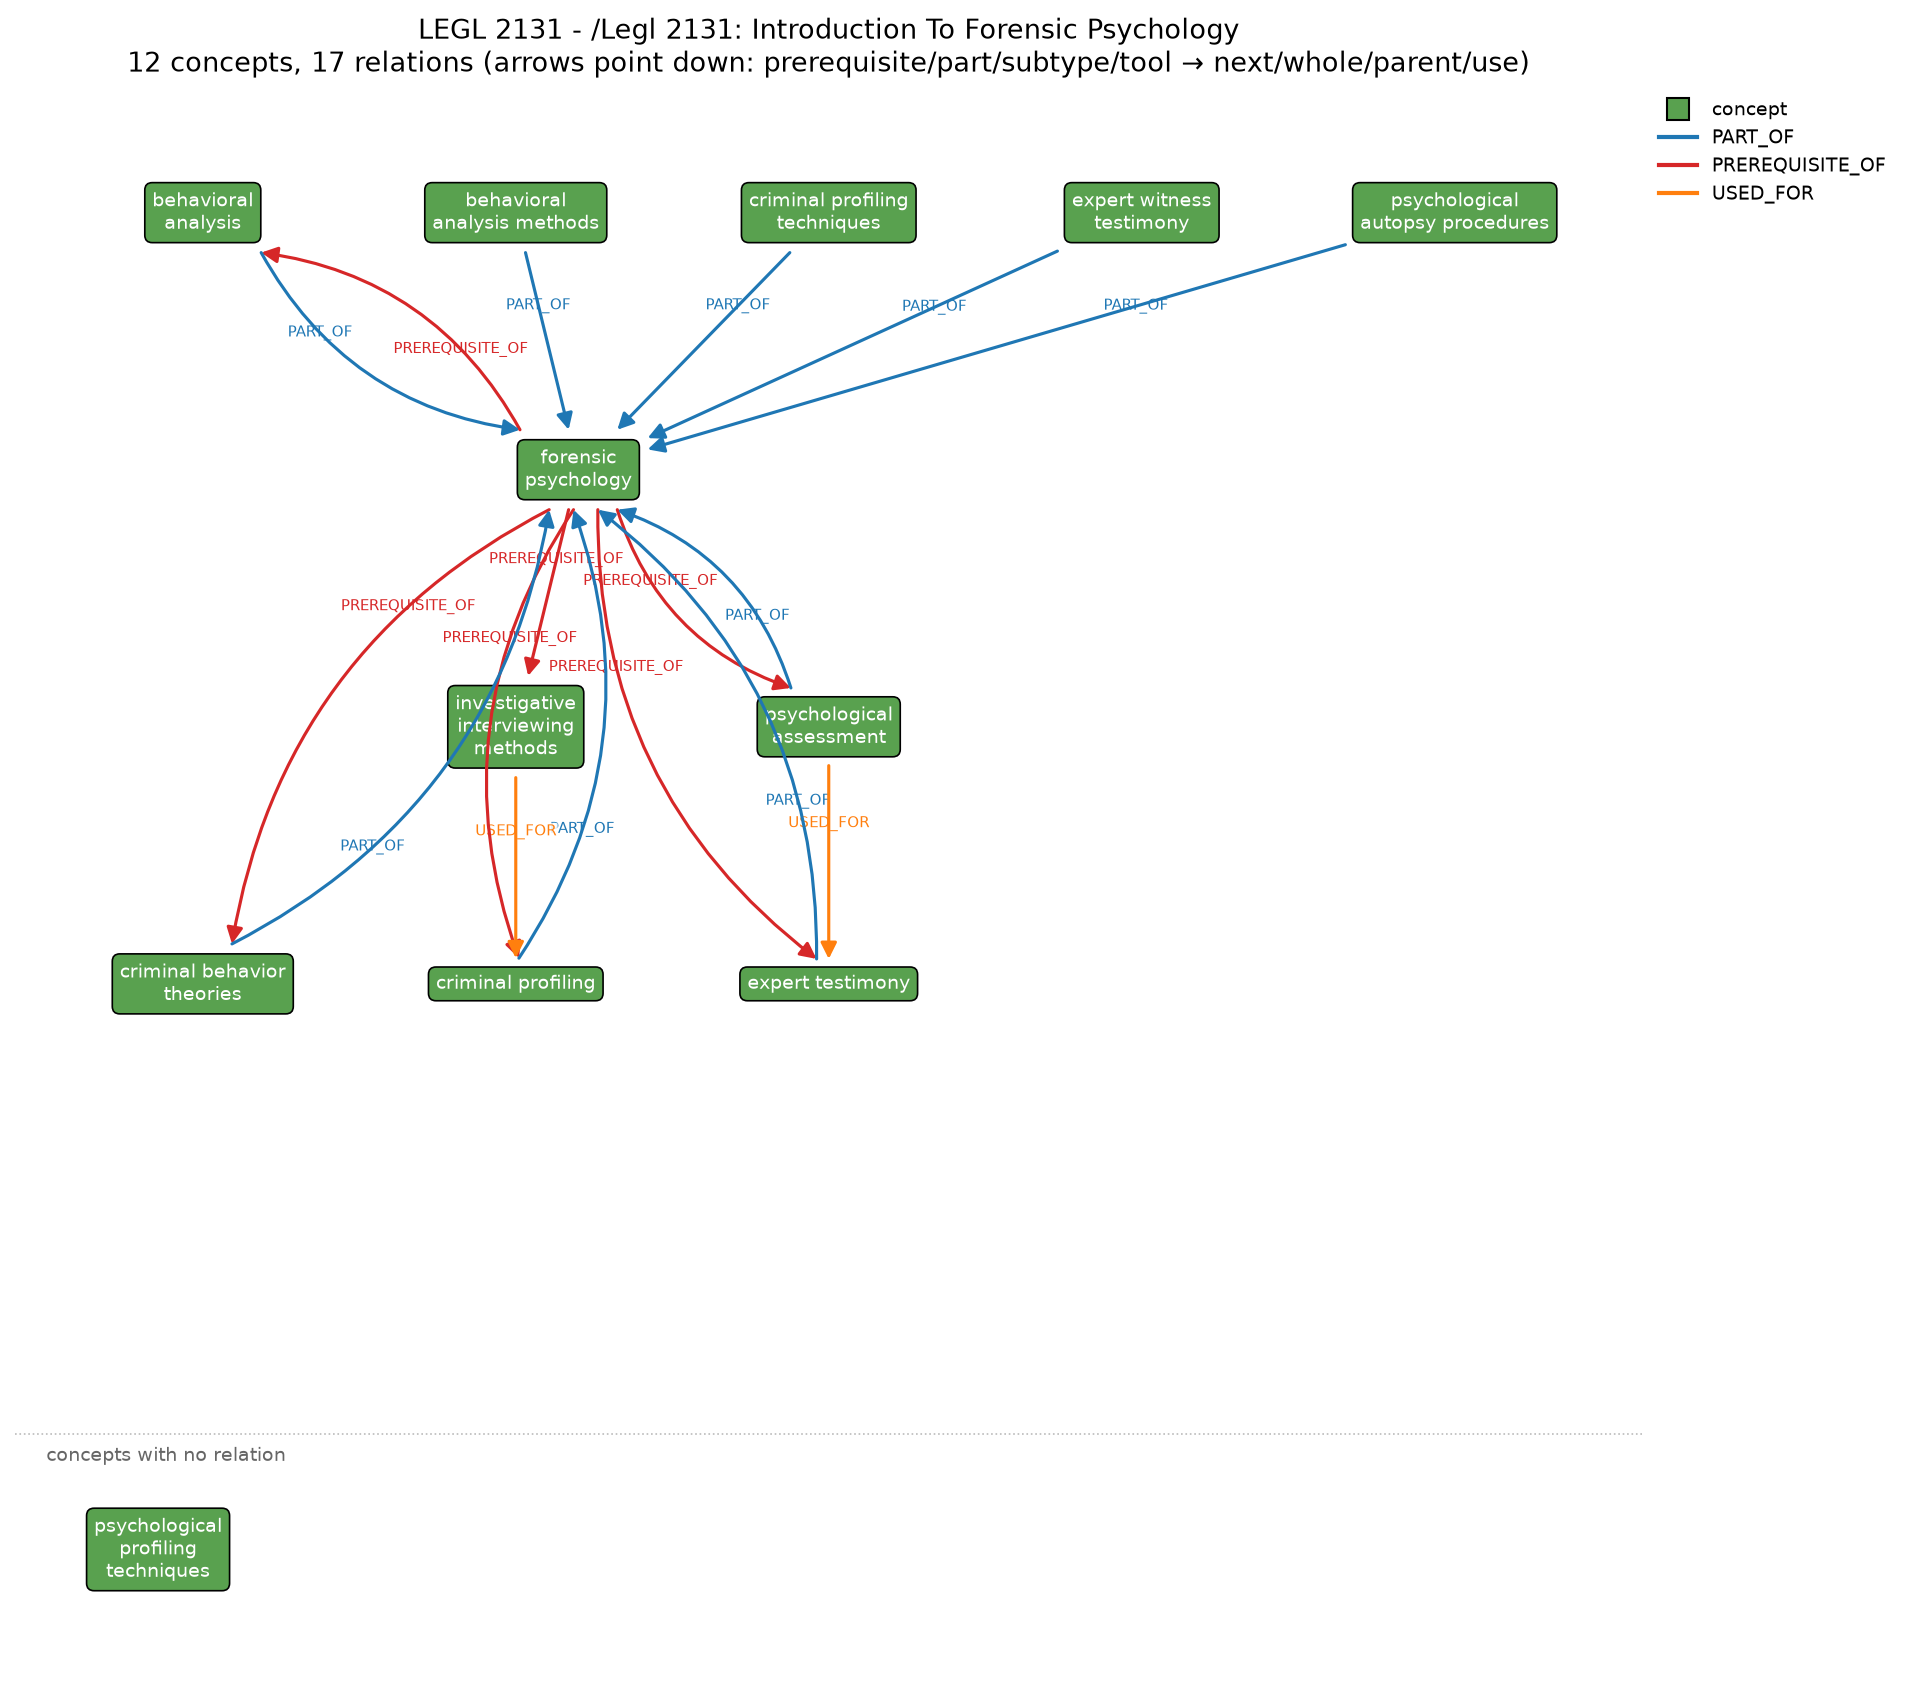 LEGL 2131 - /Legl 2131: Introduction To Forensic Psychology
12 concepts, 17 relations (arrows point down: prerequisite/part/subtype/tool → next/whole/parent/use)
concept
PART_OF
PREREQUISITE_OF
USED_FOR
behavioral
analysis
behavioral
analysis methods
criminal profiling
techniques
expert witness
testimony
psychological
autopsy procedures
PART_OF
PART_OF
PART_OF
PART_OF
PART_OF
PREREQUISITE_OF
forensic
psychology
PREREQUISITE_OF
PREREQUISITE_OF
PREREQUISITE_OF
PART_OF
PREREQUISITE_OF
PREREQUISITE_OF
investigative
interviewing
methods
psychological
assessment
PART_OF
USED_FOR
USED_FOR
PART_OF
PART_OF
criminal behavior
theories
criminal profiling
expert testimony
concepts with no relation
psychological
profiling
techniques